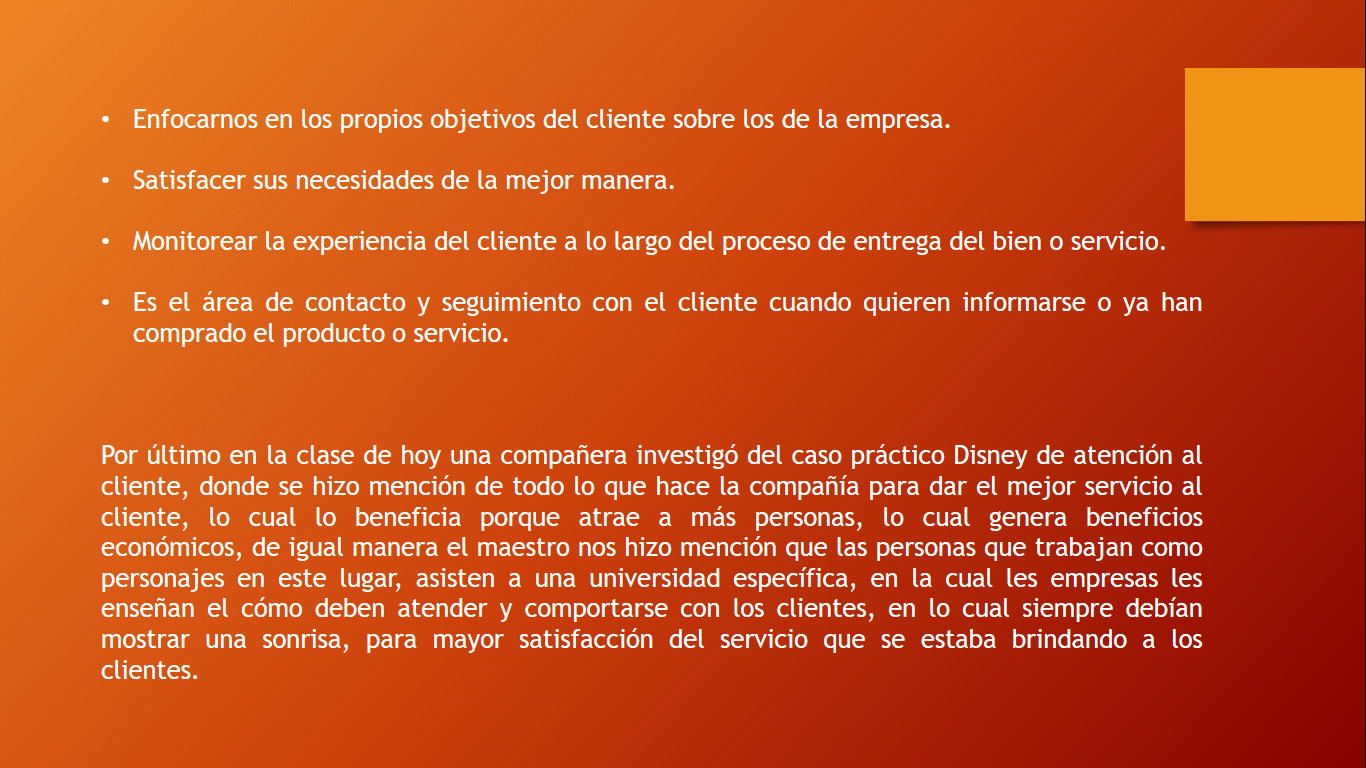 • Enfocarnos en los propios objetivos del cliente sobre los de la empresa.
• Satisfacer sus necesidades de la mejor manera.
• Monitorear la experiencia del cliente a lo largo del proceso de entrega del bien o servicio.
• Es el área de contacto y seguimiento con el cliente cuando quieren informarse o ya han
comprado el producto o servicio.
Por último en la clase de hoy una compañera investigó del caso práctico Disney de atención al
cliente, donde se hizo mención de todo lo que hace la compañía para dar el mejor servicio al
cliente, lo cual lo beneficia porque atrae a más personas, lo cual genera beneficios
económicos, de igual manera el maestro nos hizo mención que las personas que trabajan como
personajes en este lugar, asisten a una universidad específica, en la cual les empresas les
enseñan el cómo deben atender y comportarse con los clientes, en lo cual siempre debían
mostrar una sonrisa, para mayor satisfacción del servicio que se estaba brindando a los
clientes.